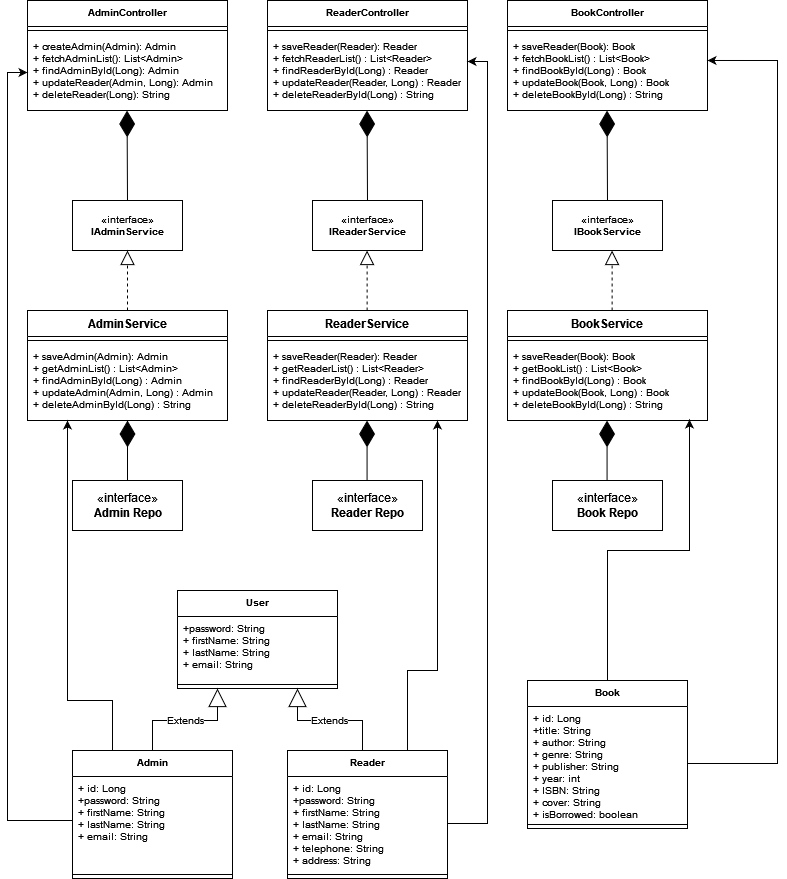 AdminController
+ createAdmin(Admin): Admin
+ fetchAdminList() : List<Admin>
+ findAdminById(Long): Admin
+ updateReader(Admin, Long): Admin
+ deleteReader(Long): String
ReaderController
+ saveReader(Reader): Reader
+ fetchReaderList() : List<Reader>
+ findReaderById(Long) : Reader
+ updateReader(Reader, Long) : Reader
+ deleteReaderById(Long) : String
BookController
+ saveReader(Book): Book
+ fetchBookList() : List<Book>
+ findBookById(Long) : Book
+ updateBook(Book, Long) : Book
+ deleteBookById(Long) : String
«interface»
IAdminService
«interface»
IReaderService
«interface»
IBookService
AdminService
+ saveAdmin(Admin): Admin
+ getAdminList() : List<Admin>
+ findAdminById(Long) : Admin
+ updateAdmin(Admin, Long) : Admin
+ deleteAdminById(Long) : String
ReaderService
+ saveReader(Reader): Reader
+ getReaderList() : List<Reader>
+ findReaderById(Long) : Reader
+ updateReader(Reader, Long) : Reader
+ deleteReaderById(Long) : String
BookService
+ saveReader(Book): Book
+ getBookList() : List<Book>
+ findBookById(Long) : Book
+ updateBook(Book, Long) : Book
+ deleteBookById(Long) : String
«interface»
Admin Repo
«interface»
Reader Repo
«interface»
Book Repo
User
+password: String
+ firstName: String
+ lastName: String
+ email: String
Extends
Extends
Admin
+ id: Long
+password: String
+ firstName: String
+ lastName: String
+ email: String
Reader
+ id: Long
+password: String
+ firstName: String
+ lastName: String
+ email: String
+ telephone: String
+ address: String
Book
+ id: Long
+title: String
+ author: String
+ genre: String
+ publisher: String
+ year: int
+ ISBN: String
+ cover: String
+ isBorrowed: boolean